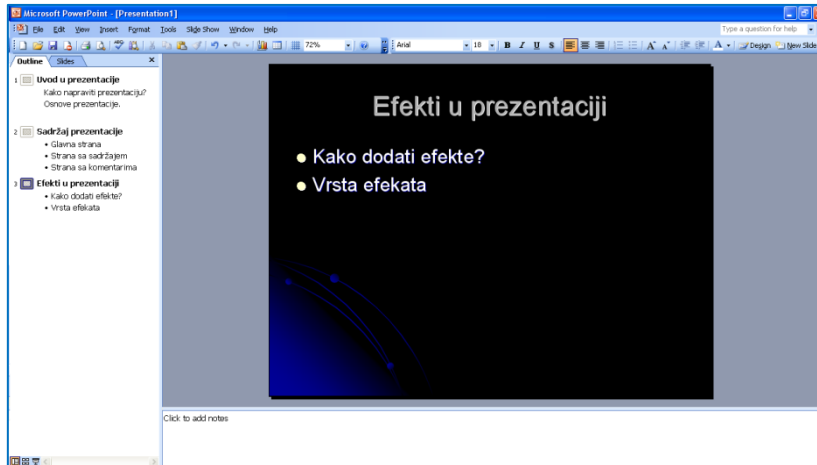 Microsoft PowerPoint - [Presentation1]
File Edit View Insert Format Tools Slide Show Window Help
Type a question for help
72% Arial 18 B I U S A A A Design New Slide
Outline Slides
1 Uvod u prezentacije
Kako napraviti prezentaciju?
Osnove prezentacije.
2 Sadržaj prezentacije
• Glavna strana
• Strana sa sadržajem
• Strana sa komentarima
3 Efekti u prezentaciji
• Kako dodati efekte?
• Vrsta efekata
Efekti u prezentaciji
• Kako dodati efekte?
• Vrsta efekata
Click to add notes